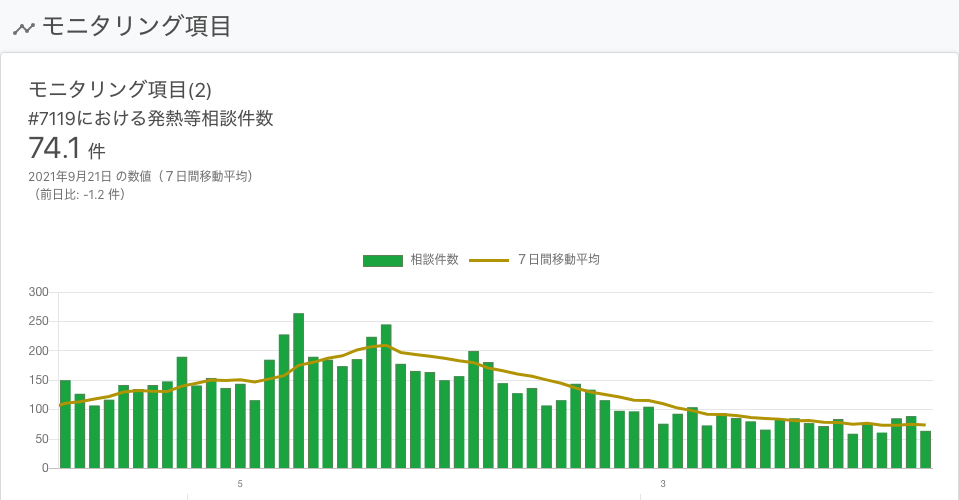 モニタリング項目
モニタリング項目(2)
#7119における発熱等相談件数
74.1 件
2021年9月21日 の数値（７日間移動平均）
（前日比: -1.2 件）
相談件数 ７日間移動平均
300
250
200
150
100
50
0
5 3